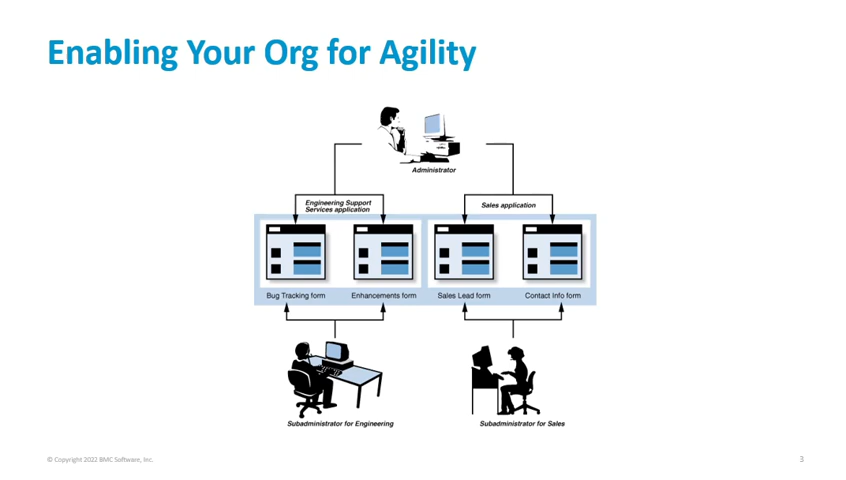 Enabling Your Org for Agility
Administrator
Engineering Support
Services application
Sales application
Bug Tracking form
Enhancements form
Sales Lead form
Contact Info form
Subadministrator for Engineering
Subadministrator for Sales
© Copyright 2022 BMC Software, Inc.
3